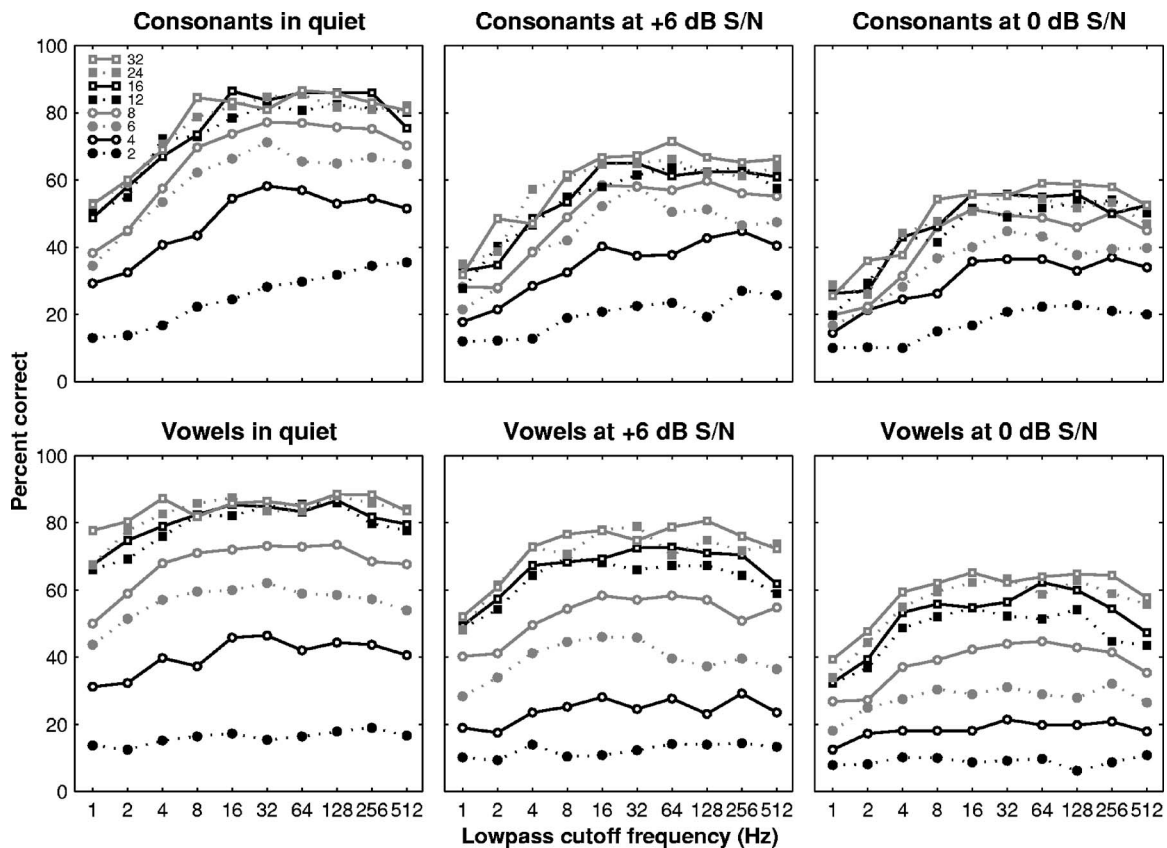 Consonants in quiet
Consonants at +6 dB S/N
Consonants at 0 dB S/N
100
80
60
40
20
0
32
24
16
12
8
6
4
2
Percent correct
Vowels in quiet
Vowels at +6 dB S/N
Vowels at 0 dB S/N
100
80
60
40
20
0
1 2 4 8 16 32 64 128 256 512
1 2 4 8 16 32 64 128 256 512
1 2 4 8 16 32 64 128 256 512
Lowpass cutoff frequency (Hz)